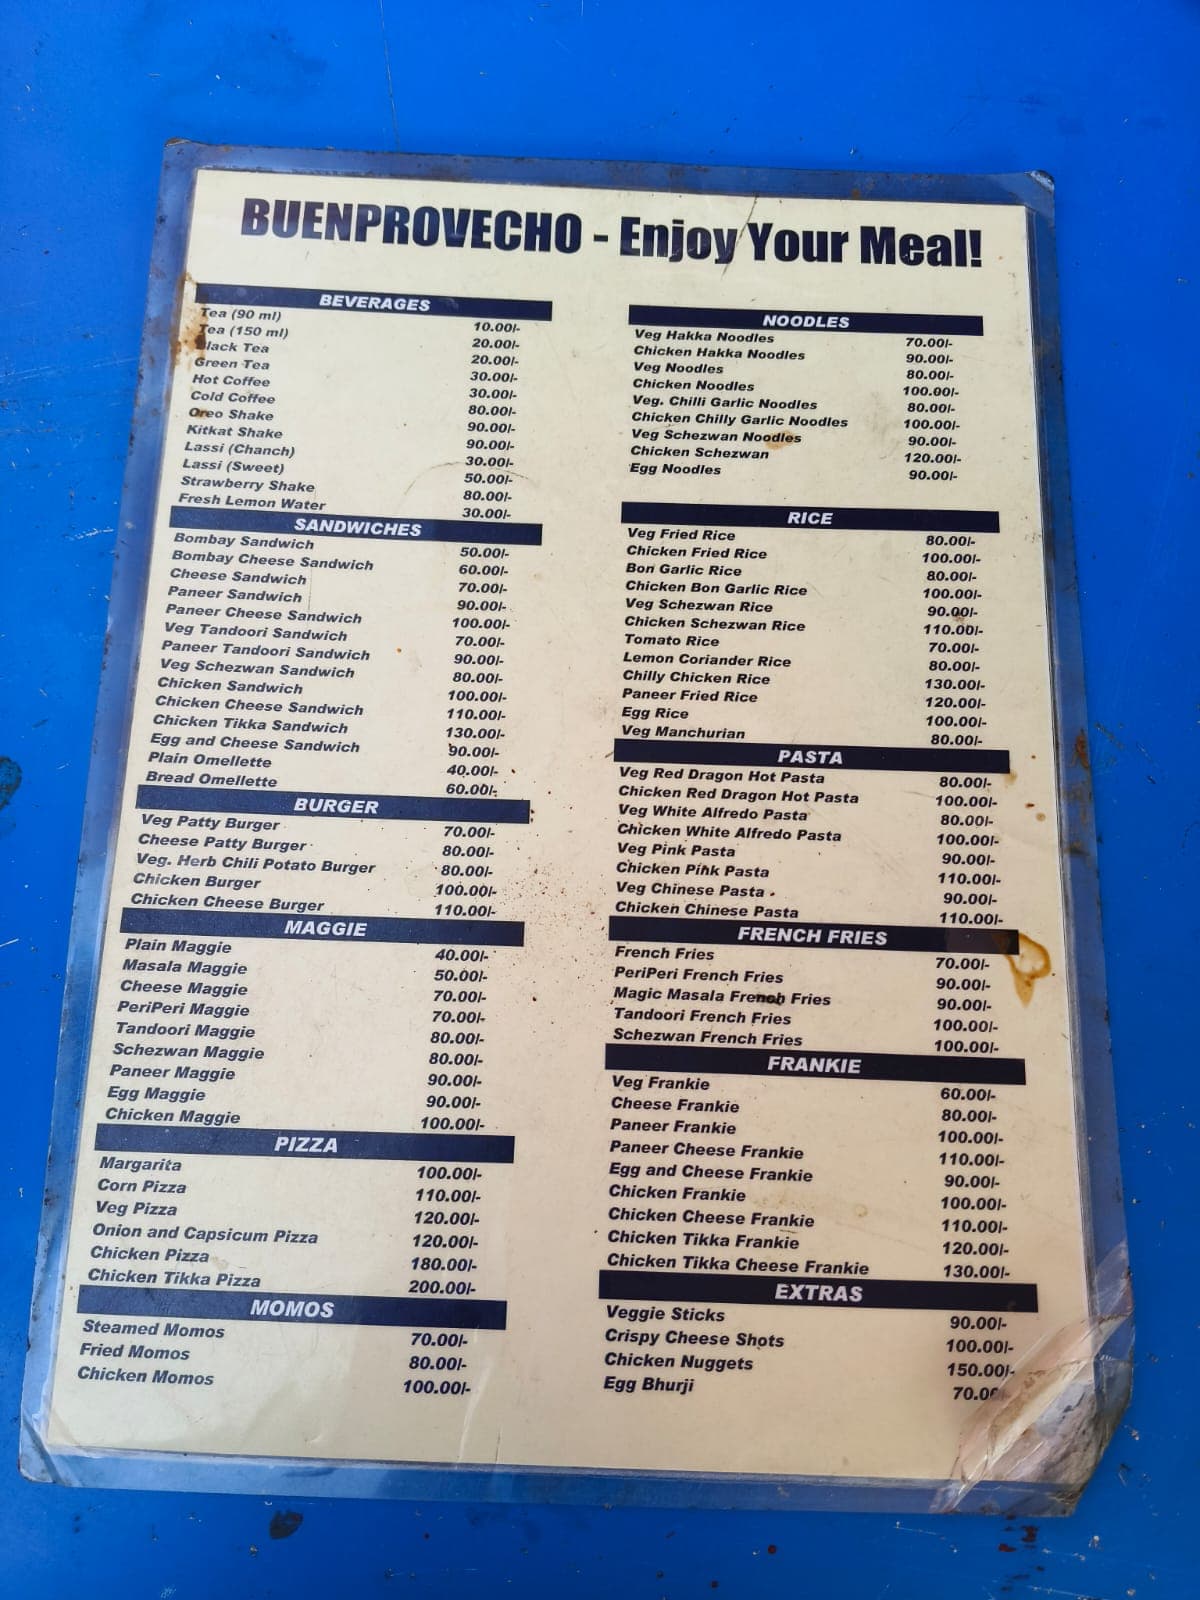 BUENPROVECHO - Enjoy Your Meal!
BEVERAGES
Tea (90 ml) 10.00/-
Tea (150 ml) 20.00/-
Black Tea 20.00/-
Green Tea 30.00/-
Hot Coffee 30.00/-
Cold Coffee 80.00/-
Oreo Shake 90.00/-
Kitkat Shake 90.00/-
Lassi (Chanch) 30.00/-
Lassi (Sweet) 50.00/-
Strawberry Shake 80.00/-
Fresh Lemon Water 30.00/-
SANDWICHES
Bombay Sandwich 50.00/-
Bombay Cheese Sandwich 60.00/-
Cheese Sandwich 70.00/-
Paneer Sandwich 90.00/-
Paneer Cheese Sandwich 100.00/-
Veg Tandoori Sandwich 70.00/-
Paneer Tandoori Sandwich 90.00/-
Veg Schezwan Sandwich 80.00/-
Chicken Sandwich 100.00/-
Chicken Cheese Sandwich 110.00/-
Chicken Tikka Sandwich 130.00/-
Egg and Cheese Sandwich 90.00/-
Plain Omellette 40.00/-
Bread Omellette 60.00/-
BURGER
Veg Patty Burger 70.00/-
Cheese Patty Burger 80.00/-
Veg. Herb Chili Potato Burger 80.00/-
Chicken Burger 100.00/-
Chicken Cheese Burger 110.00/-
MAGGIE
Plain Maggie 40.00/-
Masala Maggie 50.00/-
Cheese Maggie 70.00/-
PeriPeri Maggie 70.00/-
Tandoori Maggie 80.00/-
Schezwan Maggie 80.00/-
Paneer Maggie 90.00/-
Egg Maggie 90.00/-
Chicken Maggie 100.00/-
PIZZA
Margarita 100.00/-
Corn Pizza 110.00/-
Veg Pizza 120.00/-
Onion and Capsicum Pizza 120.00/-
Chicken Pizza 180.00/-
Chicken Tikka Pizza 200.00/-
MOMOS
Steamed Momos 70.00/-
Fried Momos 80.00/-
Chicken Momos 100.00/-
NOODLES
Veg Hakka Noodles 70.00/-
Chicken Hakka Noodles 90.00/-
Veg Noodles 80.00/-
Chicken Noodles 100.00/-
Veg. Chilli Garlic Noodles 80.00/-
Chicken Chilly Garlic Noodles 100.00/-
Veg Schezwan Noodles 90.00/-
Chicken Schezwan 120.00/-
Egg Noodles 90.00/-
RICE
Veg Fried Rice 80.00/-
Chicken Fried Rice 100.00/-
Bon Garlic Rice 80.00/-
Chicken Bon Garlic Rice 100.00/-
Veg Schezwan Rice 90.00/-
Chicken Schezwan Rice 110.00/-
Tomato Rice 70.00/-
Lemon Coriander Rice 80.00/-
Chilly Chicken Rice 130.00/-
Paneer Fried Rice 120.00/-
Egg Rice 100.00/-
Veg Manchurian 80.00/-
PASTA
Veg Red Dragon Hot Pasta 80.00/-
Chicken Red Dragon Hot Pasta 100.00/-
Veg White Alfredo Pasta 80.00/-
Chicken White Alfredo Pasta 100.00/-
Veg Pink Pasta 90.00/-
Chicken Pink Pasta 110.00/-
Veg Chinese Pasta 90.00/-
Chicken Chinese Pasta 110.00/-
FRENCH FRIES
French Fries 70.00/-
PeriPeri French Fries 90.00/-
Magic Masala French Fries 90.00/-
Tandoori French Fries 100.00/-
Schezwan French Fries 100.00/-
FRANKIE
Veg Frankie 60.00/-
Cheese Frankie 80.00/-
Paneer Frankie 100.00/-
Paneer Cheese Frankie 110.00/-
Egg and Cheese Frankie 90.00/-
Chicken Frankie 100.00/-
Chicken Cheese Frankie 110.00/-
Chicken Tikka Frankie 120.00/-
Chicken Tikka Cheese Frankie 130.00/-
EXTRAS
Veggie Sticks 90.00/-
Crispy Cheese Shots 100.00/-
Chicken Nuggets 150.00/-
Egg Bhurji 70.00